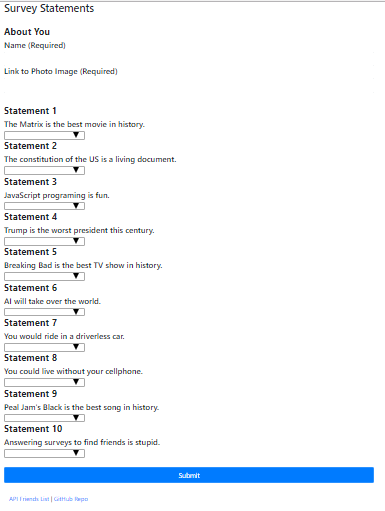 Survey Statements
About You
Name (Required)
Link to Photo Image (Required)
Statement 1
The Matrix is the best movie in history.
Statement 2
The constitution of the US is a living document.
Statement 3
JavaScript programing is fun.
Statement 4
Trump is the worst president this century.
Statement 5
Breaking Bad is the best TV show in history.
Statement 6
AI will take over the world.
Statement 7
You would ride in a driverless car.
Statement 8
You could live without your cellphone.
Statement 9
Peal Jam's Black is the best song in history.
Statement 10
Answering surveys to find friends is stupid.
Submit
API Friends List | GitHub Repo